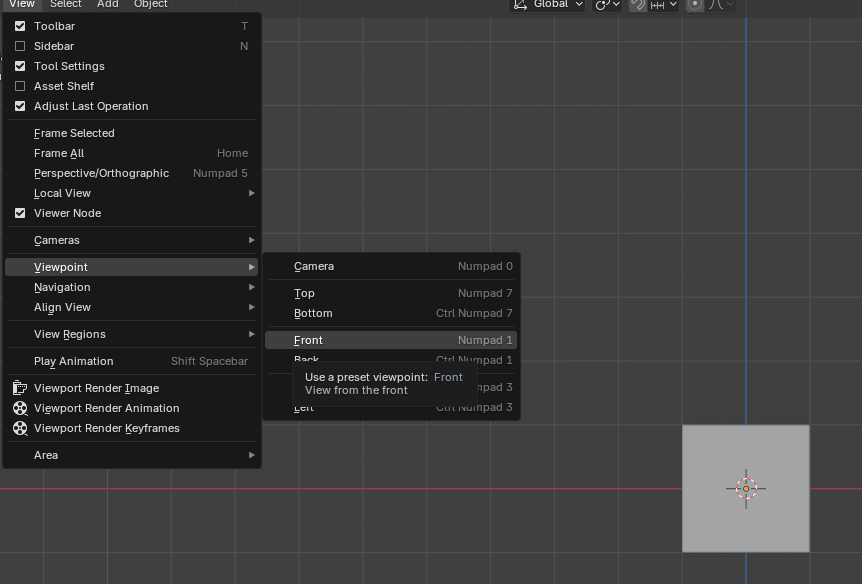 View Select Add Object Global
Toolbar T
Sidebar N
Tool Settings
Asset Shelf
Adjust Last Operation
Frame Selected
Frame All Home
Perspective/Orthographic Numpad 5
Local View
Viewer Node
Cameras
Viewpoint
Navigation
Align View
View Regions
Play Animation Shift Spacebar
Viewport Render Image
Viewport Render Animation
Viewport Render Keyframes
Area
Camera Numpad 0
Top Numpad 7
Bottom Ctrl Numpad 7
Front Numpad 1
Back Ctrl Numpad 1
Use a preset viewpoint: Front
View from the front
3
Left Ctrl Numpad 3